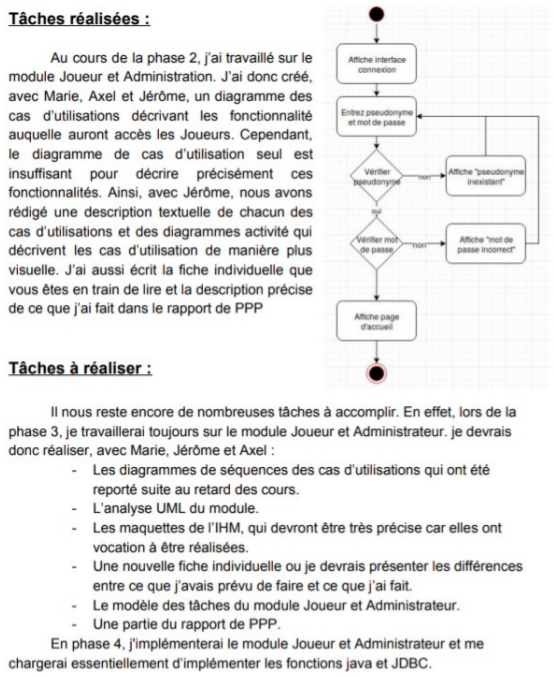 Tâches réalisées :
Au cours de la phase 2, j'ai travaillé sur le
module Joueur et Administration. J'ai donc créé,
avec Marie, Axel et Jérôme, un diagramme des
cas d'utilisations décrivant les fonctionnalité
auquelle auront accès les Joueurs. Cependant,
le diagramme de cas d'utilisation seul est
insuffisant pour décrire précisément ces
fonctionnalités. Ainsi, avec Jérôme, nous avons
rédigé une description textuelle de chacun des
cas d'utilisations et des diagrammes activité qui
décrivent les cas d'utilisation de manière plus
visuelle. J'ai aussi écrit la fiche individuelle que
vous êtes en train de lire et la description précise
de ce que j'ai fait dans le rapport de PPP
Affiche interface
connexion
Entrez pseudonyme
et mot de passe
Vérifier
pseudonyme
non
Affiche "pseudonyme
inexistant"
oui
Vérifier mot
de passe
non
Affiche "mot de
passe incorrect"
Affiche page
d'accueil
Tâches à réaliser :
Il nous reste encore de nombreuses tâches à accomplir. En effet, lors de la
phase 3, je travaillerai toujours sur le module Joueur et Administrateur. je devrais
donc réaliser, avec Marie, Jérôme et Axel :
- Les diagrammes de séquences des cas d'utilisations qui ont été
reporté suite au retard des cours.
- L'analyse UML du module.
- Les maquettes de l'IHM, qui devront être très précise car elles ont
vocation à être réalisées.
- Une nouvelle fiche individuelle ou je devrais présenter les différences
entre ce que j'avais prévu de faire et ce que j'ai fait.
- Le modèle des tâches du module Joueur et Administrateur.
- Une partie du rapport de PPP.
En phase 4, j'implémenterai le module Joueur et Administrateur et me
chargerai essentiellement d'implémenter les fonctions java et JDBC.